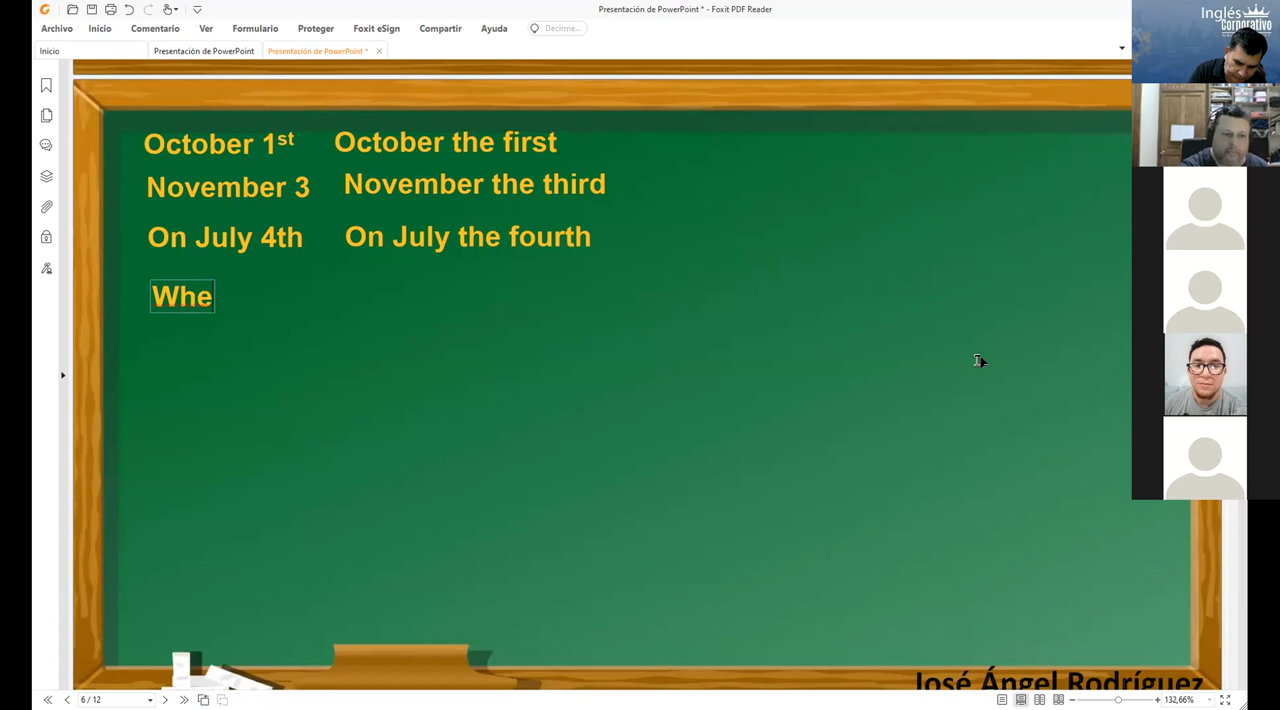 Presentación de PowerPoint * - Foxit PDF Reader
Archivo Inicio Comentario Ver Formulario Proteger Foxit eSign Compartir Ayuda Decirme...
Inicio Presentación de PowerPoint Presentación de PowerPoint *
Inglés
Corporativo
October 1st October the first
November 3 November the third
On July 4th On July the fourth
Whe
José Ángel Rodríguez
6 / 12 132,66%